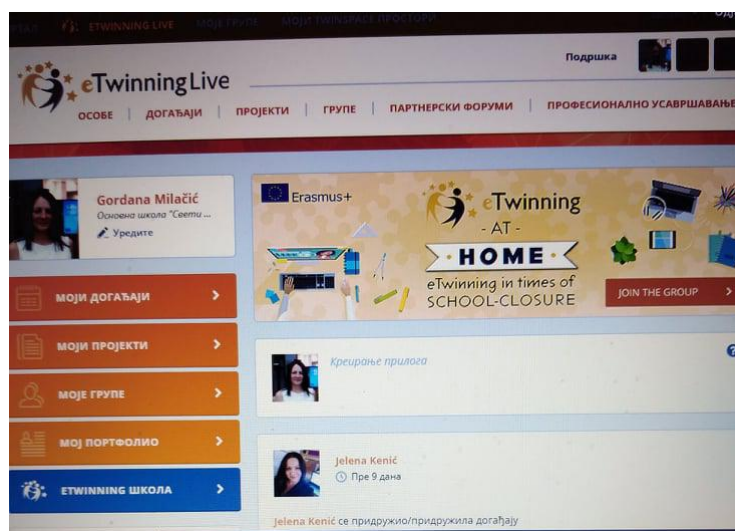 ETWINNING LIVE МОЈЕ ГРУПЕ МОЈИ TWINSPACE ПРОСТОРИ
Подршка
eTwinning Live
ОСОБЕ | ДОГАЂАЈИ | ПРОЈЕКТИ | ГРУПЕ | ПАРТНЕРСКИ ФОРУМИ | ПРОФЕСИОНАЛНО УСАВРШАВАЊЕ
Gordana Milačić
Основна школа "Свети ...
Уредите
Erasmus+
eTwinning
- AT -
HOME
eTwinning in times of
SCHOOL-CLOSURE
JOIN THE GROUP
МОЈИ ДОГАЂАЈИ
МОЈИ ПРОЈЕКТИ
МОЈЕ ГРУПЕ
МОЈ ПОРТФОЛИО
ETWINNING ШКОЛА
Креирање прилога
Jelena Kenić
Пре 9 дана
Jelena Kenić се придружио/придружила догађају